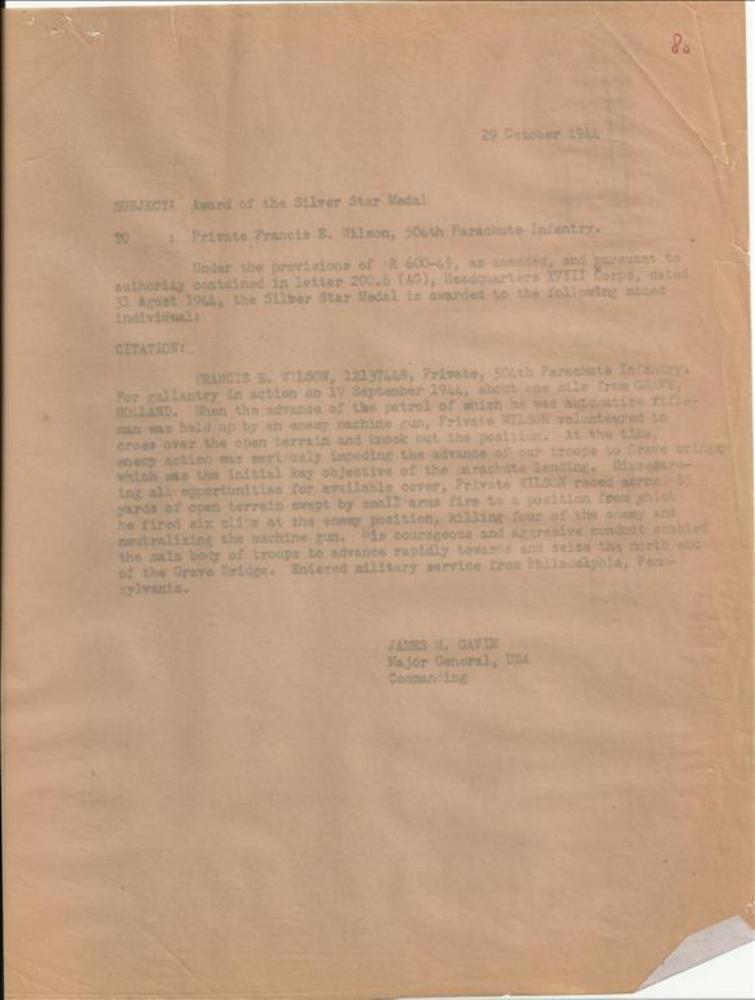 80
29 October 1944
SUBJECT: Award of the Silver Star Medal
TO : Private Francis E. Wilson, 504th Parachute Infantry.
Under the provisions of R 600-45, as amended, and pursuant to
authority contained in letter 200.6 (AG), Headquarters XVIII Corps, dated
31 Agust 1944, the Silver Star Medal is awarded to the following named
individual:
CITATION:
FRANCIS E. WILSON, 12197448, Private, 504th Parachute Infantry.
For gallantry in action on 17 September 1944, about one mile from GRAVE,
HOLLAND. When the advance of the patrol of which he was automatic rifle-
man was held up by an enemy machine gun, Private WILSON volunteered to
cross over the open terrain and knock out the position. At the time,
enemy action was seriously impeding the advance of our troops to Grave bridge
which was the initial key objective of the parachute landing. Disregard-
ing all opportunities for available cover, Private WILSON raced across
yards of open terrain swept by small arms fire to a position from which
he fired six clips at the enemy position, killing four of the enemy and
neutralizing the machine gun. His courageous and aggresive conduct enabled
the main body of troops to advance rapidly towards and seize the north end
of the Grave Bridge. Entered military service from Philadelphia, Penn-
sylvania.
JAMES M. GAVIN
Major General, USA
Commanding